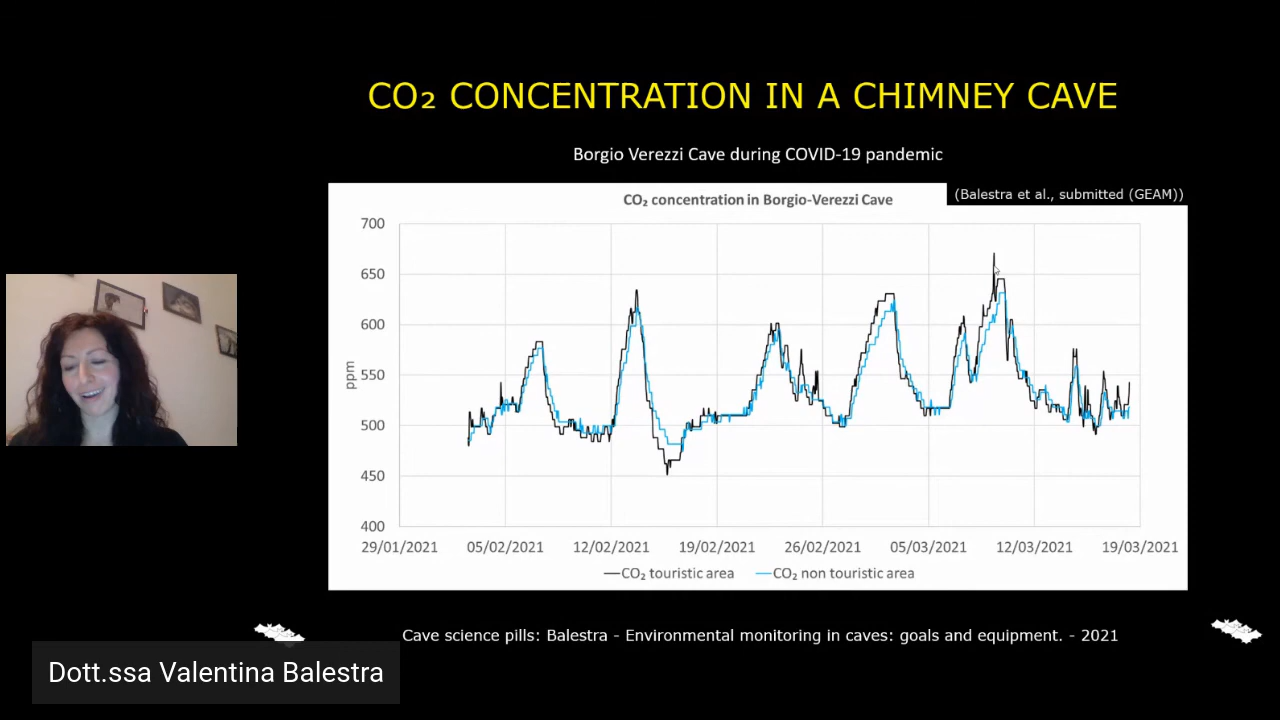 CO₂ CONCENTRATION IN A CHIMNEY CAVE
Borgio Verezzi Cave during COVID-19 pandemic
(Balestra et al., submitted (GEAM))
CO₂ concentration in Borgio-Verezzi Cave
700
650
600
550
500
450
400
ppm
29/01/2021 05/02/2021 12/02/2021 19/02/2021 26/02/2021 05/03/2021 12/03/2021 19/03/2021
CO₂ touristic area CO₂ non touristic area
Cave science pills: Balestra - Environmental monitoring in caves: goals and equipment. - 2021
Dott.ssa Valentina Balestra